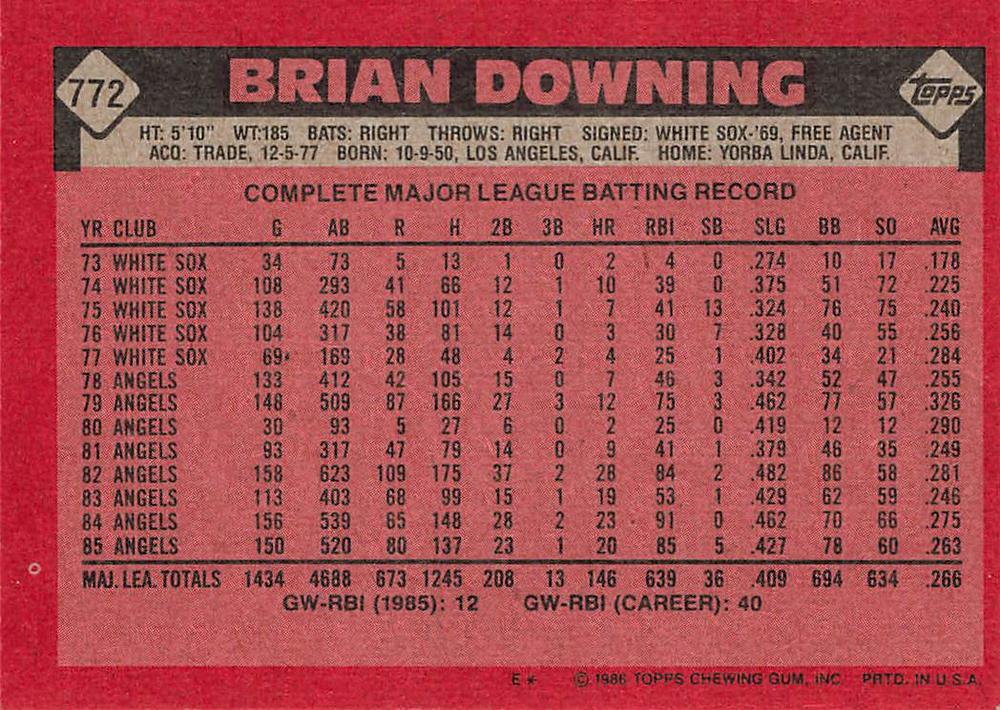 772 BRIAN DOWNING Topps
HT: 5'10" WT:185 BATS: RIGHT THROWS: RIGHT SIGNED: WHITE SOX-'69, FREE AGENT
ACQ: TRADE, 12-5-77 BORN: 10-9-50, LOS ANGELES, CALIF. HOME: YORBA LINDA, CALIF.
COMPLETE MAJOR LEAGUE BATTING RECORD
YR CLUB G AB R H 2B 3B HR RBI SB SLG BB SO AVG
73 WHITE SOX 34 73 5 13 1 0 2 4 0 .274 10 17 .178
74 WHITE SOX 108 293 41 66 12 1 10 39 0 .375 51 72 .225
75 WHITE SOX 138 420 58 101 12 1 7 41 13 .324 76 75 .240
76 WHITE SOX 104 317 38 81 14 0 3 30 7 .328 40 55 .256
77 WHITE SOX 69 169 28 48 4 2 4 25 1 .402 34 21 .284
78 ANGELS 133 412 42 105 15 0 7 46 3 .342 52 47 .255
79 ANGELS 148 509 87 166 27 3 12 75 3 .462 77 57 .326
80 ANGELS 30 93 5 27 6 0 2 25 0 .419 12 12 .290
81 ANGELS 93 317 47 79 14 0 9 41 1 .379 46 35 .249
82 ANGELS 158 623 109 175 37 2 28 84 2 .482 86 58 .281
83 ANGELS 113 403 68 99 15 1 19 53 1 .429 62 59 .246
84 ANGELS 156 539 65 148 28 2 23 91 0 .462 70 66 .275
85 ANGELS 150 520 80 137 23 1 20 85 5 .427 78 60 .263
MAJ. LEA. TOTALS 1434 4688 673 1245 208 13 146 639 36 .409 694 634 .266
GW-RBI (1985): 12 GW-RBI (CAREER): 40
E* © 1986 TOPPS CHEWING GUM, INC. PRTD. IN U.S.A.